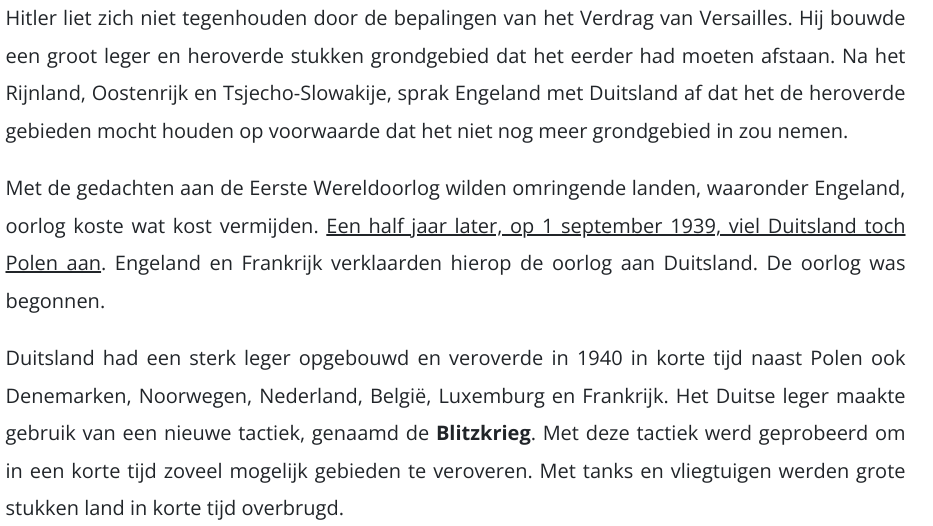 Hitler liet zich niet tegenhouden door de bepalingen van het Verdrag van Versailles. Hij bouwde
een groot leger en heroverde stukken grondgebied dat het eerder had moeten afstaan. Na het
Rijnland, Oostenrijk en Tsjecho-Slowakije, sprak Engeland met Duitsland af dat het de heroverde
gebieden mocht houden op voorwaarde dat het niet nog meer grondgebied in zou nemen.
Met de gedachten aan de Eerste Wereldoorlog wilden omringende landen, waaronder Engeland,
oorlog koste wat kost vermijden. Een half jaar later, op 1 september 1939, viel Duitsland toch
Polen aan. Engeland en Frankrijk verklaarden hierop de oorlog aan Duitsland. De oorlog was
begonnen.
Duitsland had een sterk leger opgebouwd en veroverde in 1940 in korte tijd naast Polen ook
Denemarken, Noorwegen, Nederland, België, Luxemburg en Frankrijk. Het Duitse leger maakte
gebruik van een nieuwe tactiek, genaamd de Blitzkrieg. Met deze tactiek werd geprobeerd om
in een korte tijd zoveel mogelijk gebieden te veroveren. Met tanks en vliegtuigen werden grote
stukken land in korte tijd overbrugd.